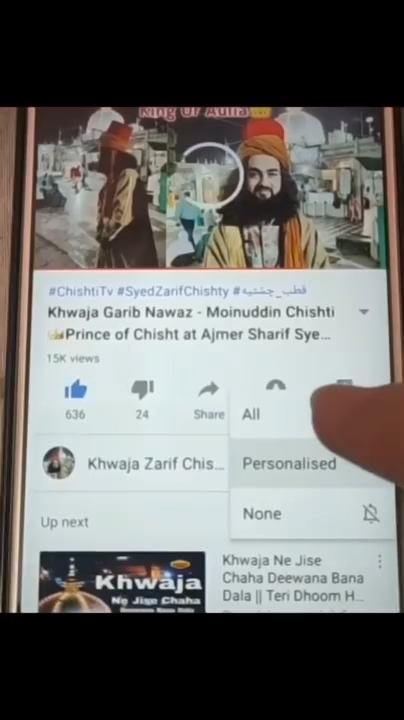 King Of Aulia
#ChishtiTv #SyedZarifChishty #قطب_چشتیه
Khwaja Garib Nawaz - Moinuddin Chishti
👑Prince of Chisht at Ajmer Sharif Sye...
15K views
636
24
Share
All
Khwaja Zarif Chis...
Personalised
None
Up next
Khwaja
Ne Jise Chaha
Khwaja Ne Jise
Chaha Deewana Bana
Dala || Teri Dhoom H...